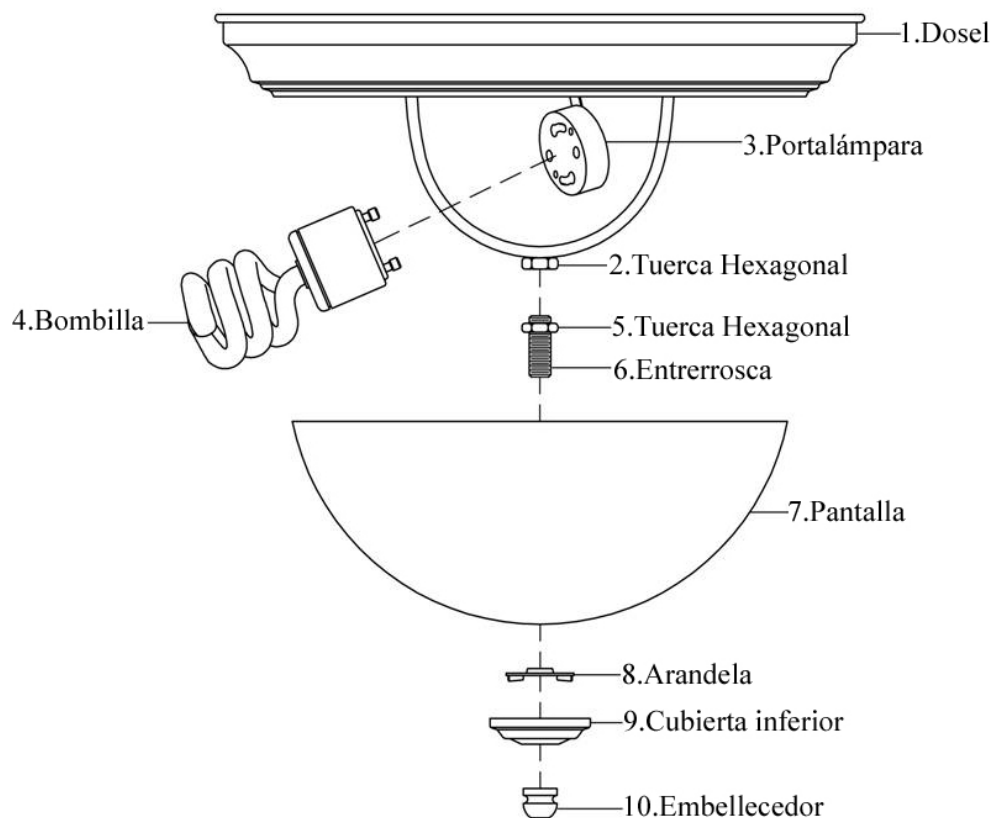 1.Dosel
3.Portalámpara
2.Tuerca Hexagonal
4.Bombilla
5.Tuerca Hexagonal
6.Entrerrosca
7.Pantalla
8.Arandela
9.Cubierta inferior
10.Embellecedor